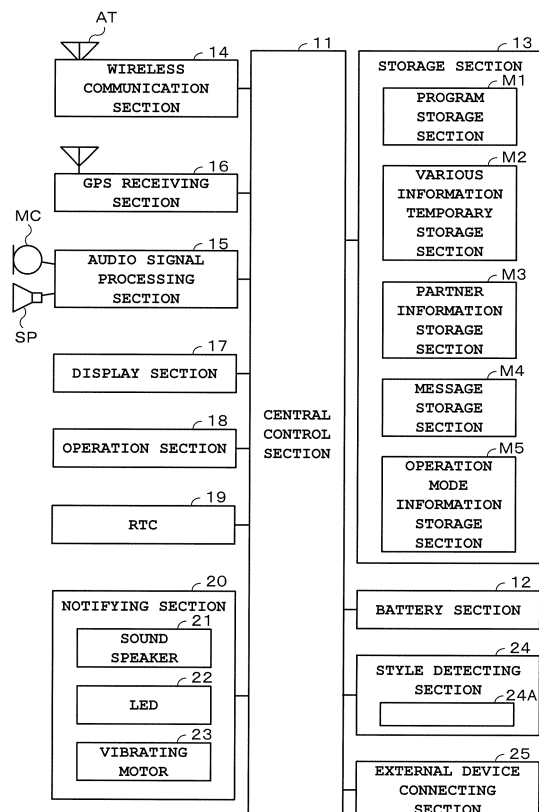 AT
14
WIRELESS
COMMUNICATION
SECTION
16
GPS RECEIVING
SECTION
MC
15
AUDIO SIGNAL
PROCESSING
SECTION
SP
17
DISPLAY SECTION
18
OPERATION SECTION
19
RTC
20
NOTIFYING SECTION
21
SOUND
SPEAKER
22
LED
23
VIBRATING
MOTOR
11
CENTRAL
CONTROL
SECTION
13
STORAGE SECTION
M1
PROGRAM
STORAGE
SECTION
M2
VARIOUS
INFORMATION
TEMPORARY
STORAGE
SECTION
M3
PARTNER
INFORMATION
STORAGE
SECTION
M4
MESSAGE
STORAGE
SECTION
M5
OPERATION
MODE
INFORMATION
STORAGE
SECTION
12
BATTERY SECTION
24
STYLE DETECTING
SECTION
24A
25
EXTERNAL DEVICE
CONNECTING
SECTION